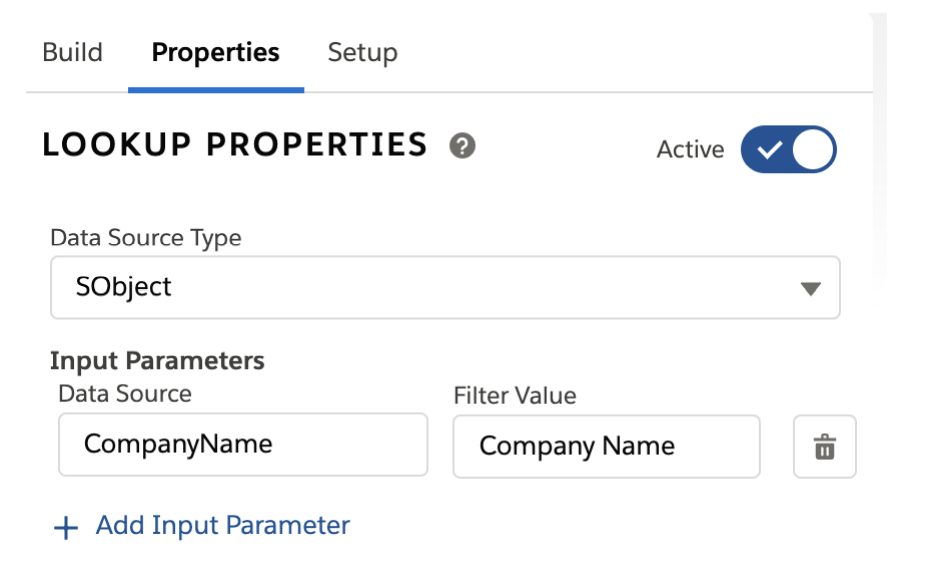 Build Properties Setup
LOOKUP PROPERTIES ?
Active
Data Source Type
SObject
Input Parameters
Data Source
Filter Value
CompanyName
Company Name
+ Add Input Parameter